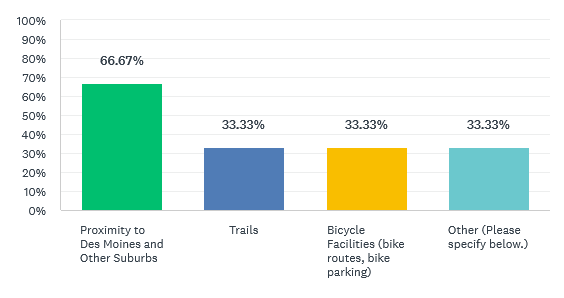 100%
90%
80%
70%
60%
50%
40%
30%
20%
10%
0%
66.67%
33.33%
33.33%
33.33%
Proximity to
Des Moines and
Other Suburbs
Trails
Bicycle
Facilities (bike
routes, bike
parking)
Other (Please
specify below.)